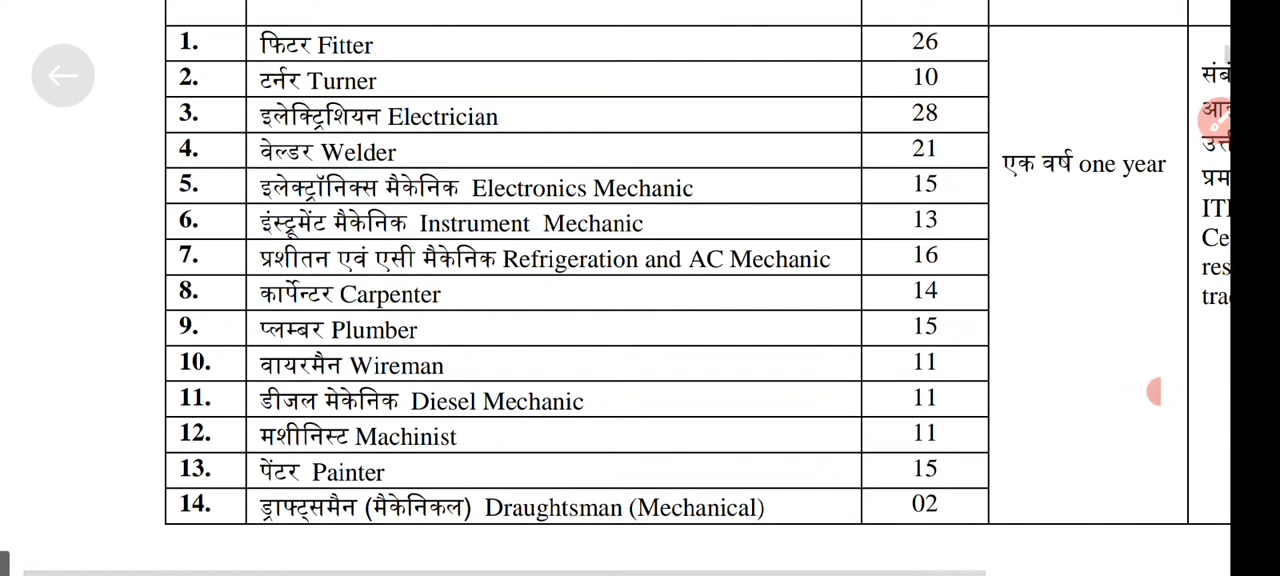 1. फिटर Fitter 26
2. टर्नर Turner 10
3. इलेक्ट्रिशियन Electrician 28
4. वेल्डर Welder 21
एक वर्ष one year
5. इलेक्ट्रॉनिक्स मैकेनिक Electronics Mechanic 15
6. इंस्ट्रूमेंट मैकेनिक Instrument Mechanic 13
7. प्रशीतन एवं एसी मैकेनिक Refrigeration and AC Mechanic 16
8. कार्पेन्टर Carpenter 14
9. प्लम्बर Plumber 15
10. वायरमैन Wireman 11
11. डीजल मेकेनिक Diesel Mechanic 11
12. मशीनिस्ट Machinist 11
13. पेंटर Painter 15
14. ड्राफ्ट्समैन (मैकेनिकल) Draughtsman (Mechanical) 02